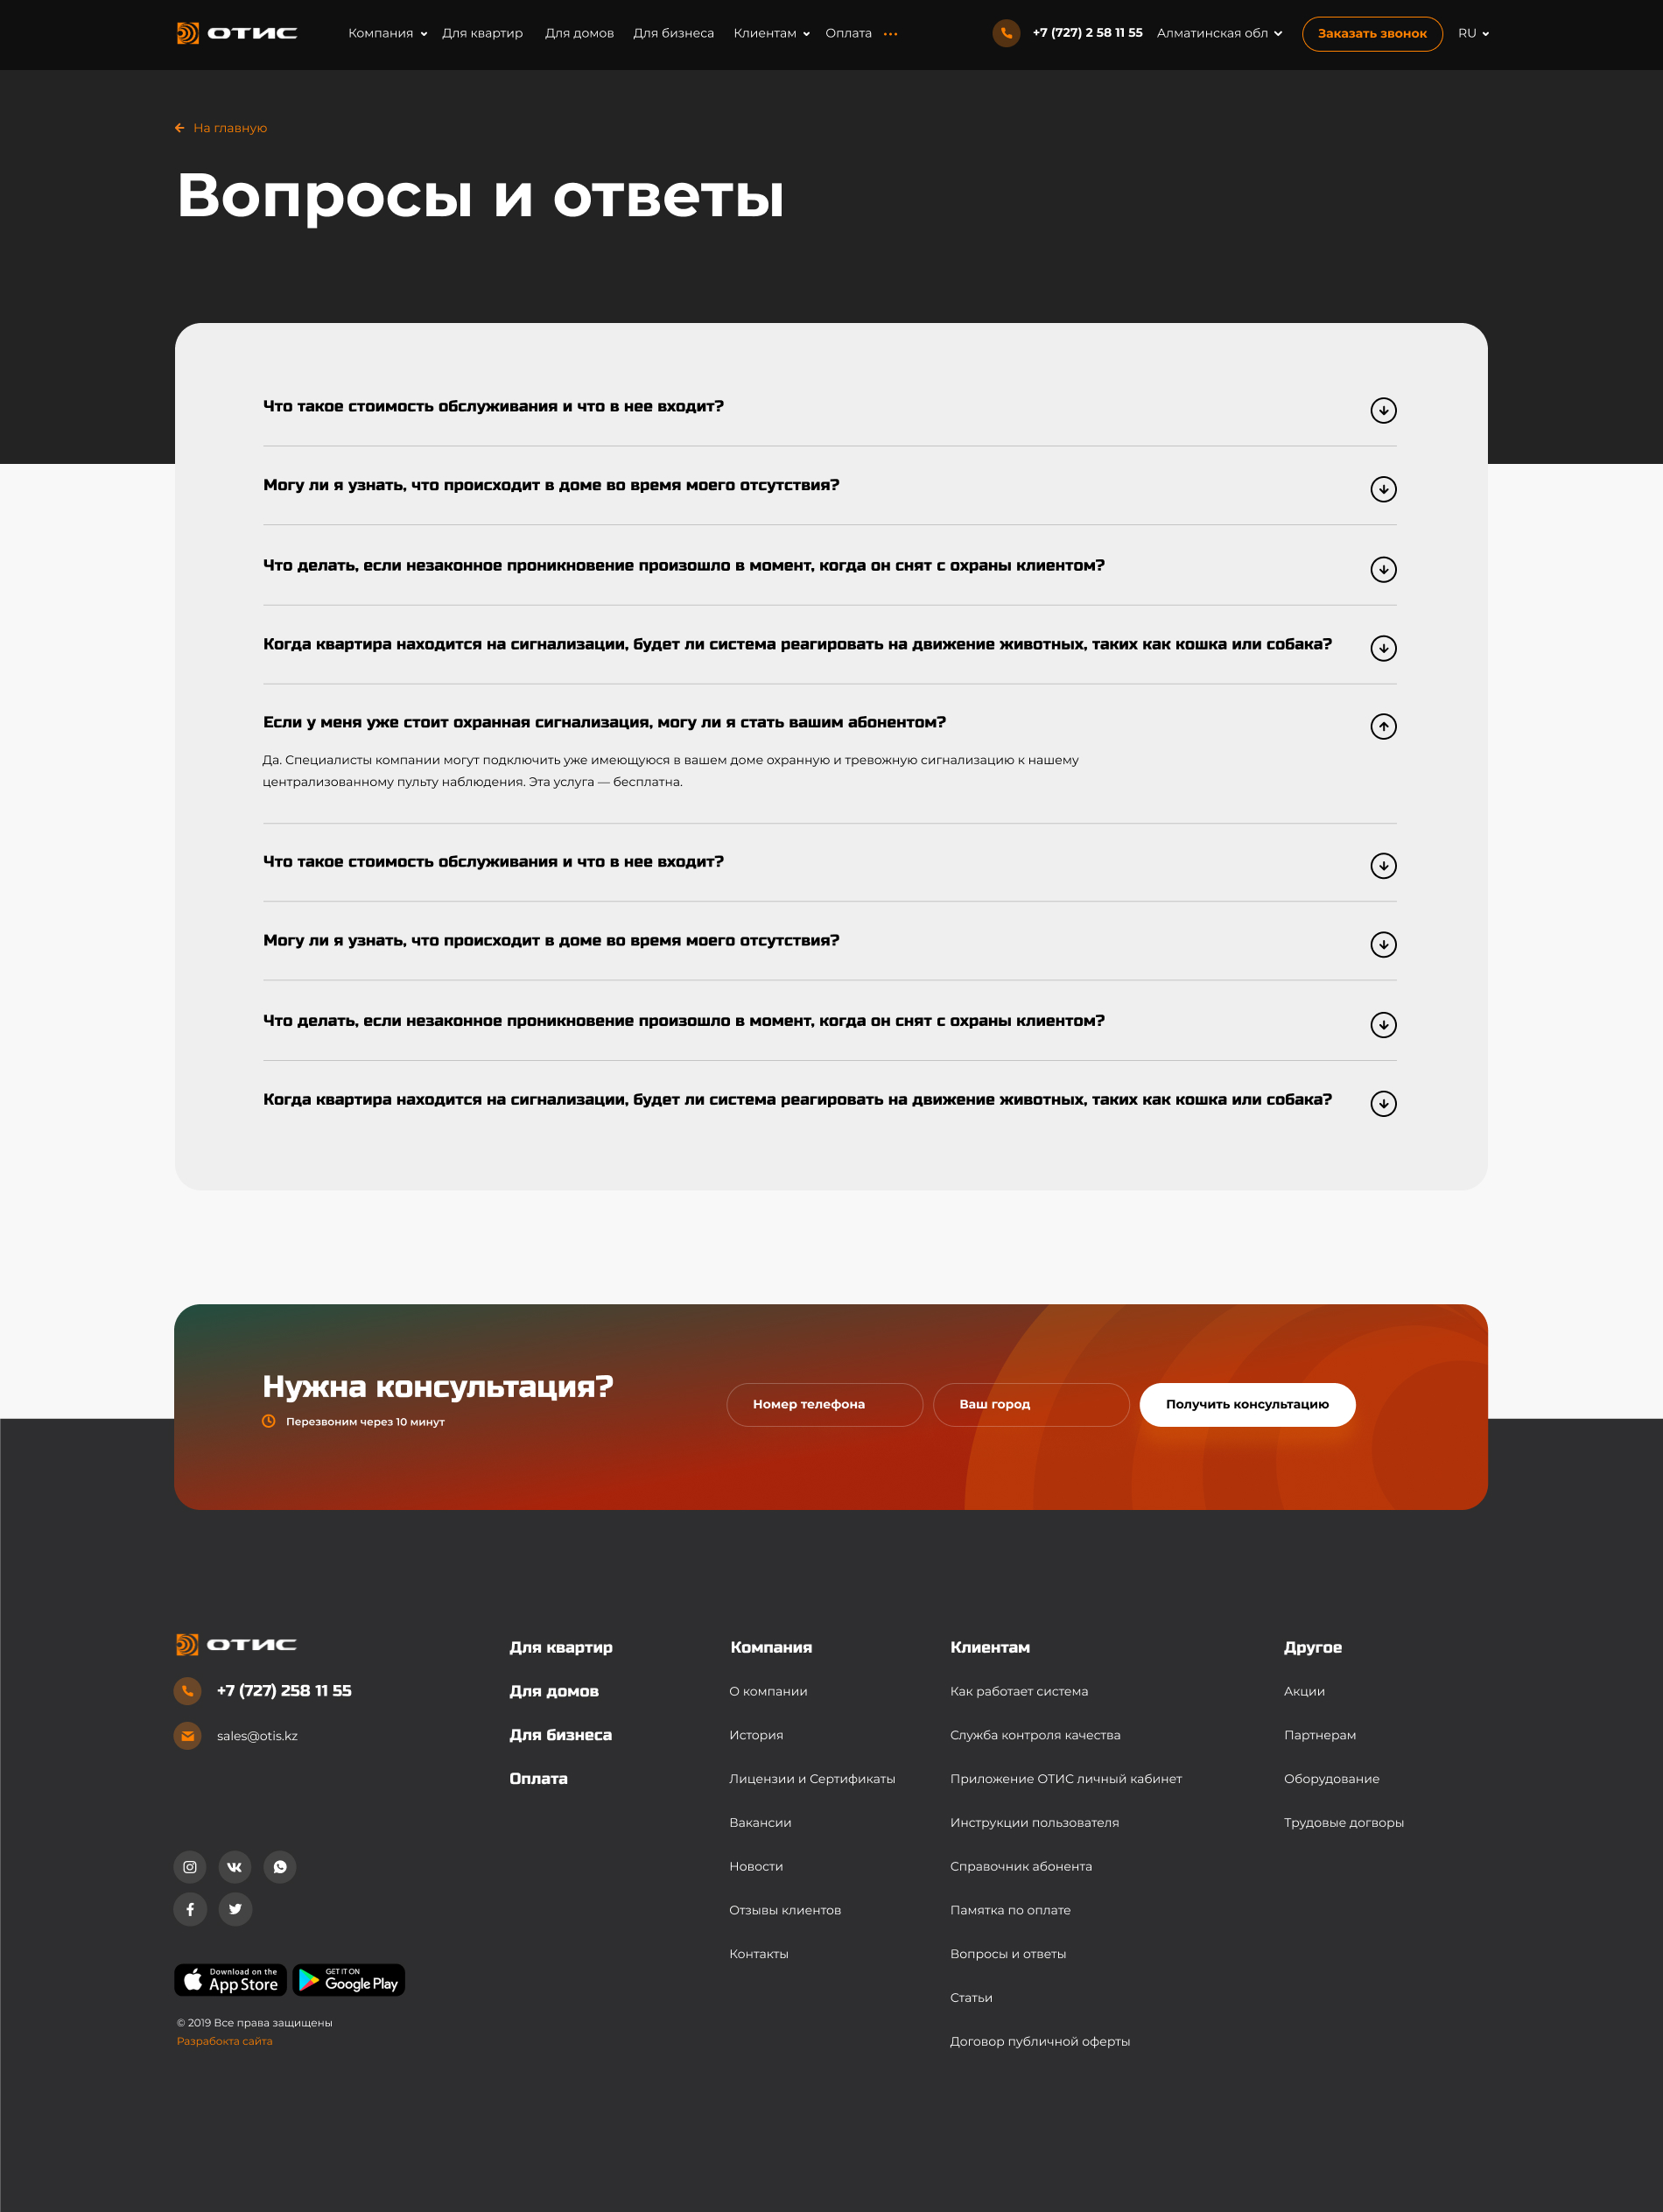 ОТИС
Компания Для квартир Для домов Для бизнеса Клиентам Оплата
+7 (727) 2 58 11 55 Алматинская обл Заказать звонок RU
На главную
Вопросы и ответы
Что такое стоимость обслуживания и что в нее входит?
Могу ли я узнать, что происходит в доме во время моего отсутствия?
Что делать, если незаконное проникновение произошло в момент, когда он снят с охраны клиентом?
Когда квартира находится на сигнализации, будет ли система реагировать на движение животных, таких как кошка или собака?
Если у меня уже стоит охранная сигнализация, могу ли я стать вашим абонентом?
Да. Специалисты компании могут подключить уже имеющуюся в вашем доме охранную и тревожную сигнализацию к нашему
централизованному пульту наблюдения. Эта услуга — бесплатна.
Что такое стоимость обслуживания и что в нее входит?
Могу ли я узнать, что происходит в доме во время моего отсутствия?
Что делать, если незаконное проникновение произошло в момент, когда он снят с охраны клиентом?
Когда квартира находится на сигнализации, будет ли система реагировать на движение животных, таких как кошка или собака?
Нужна консультация?
Перезвоним через 10 минут
Номер телефона
Ваш город
Получить консультацию
ОТИС
+7 (727) 258 11 55
sales@otis.kz
Download on the
App Store
GET IT ON
Google Play
© 2019 Все права защищены
Разрабокта сайта
Для квартир
Для домов
Для бизнеса
Оплата
Компания
О компании
История
Лицензии и Сертификаты
Вакансии
Новости
Отзывы клиентов
Контакты
Клиентам
Как работает система
Служба контроля качества
Приложение ОТИС личный кабинет
Инструкции пользователя
Справочник абонента
Памятка по оплате
Вопросы и ответы
Статьи
Договор публичной оферты
Другое
Акции
Партнерам
Оборудование
Трудовые догворы